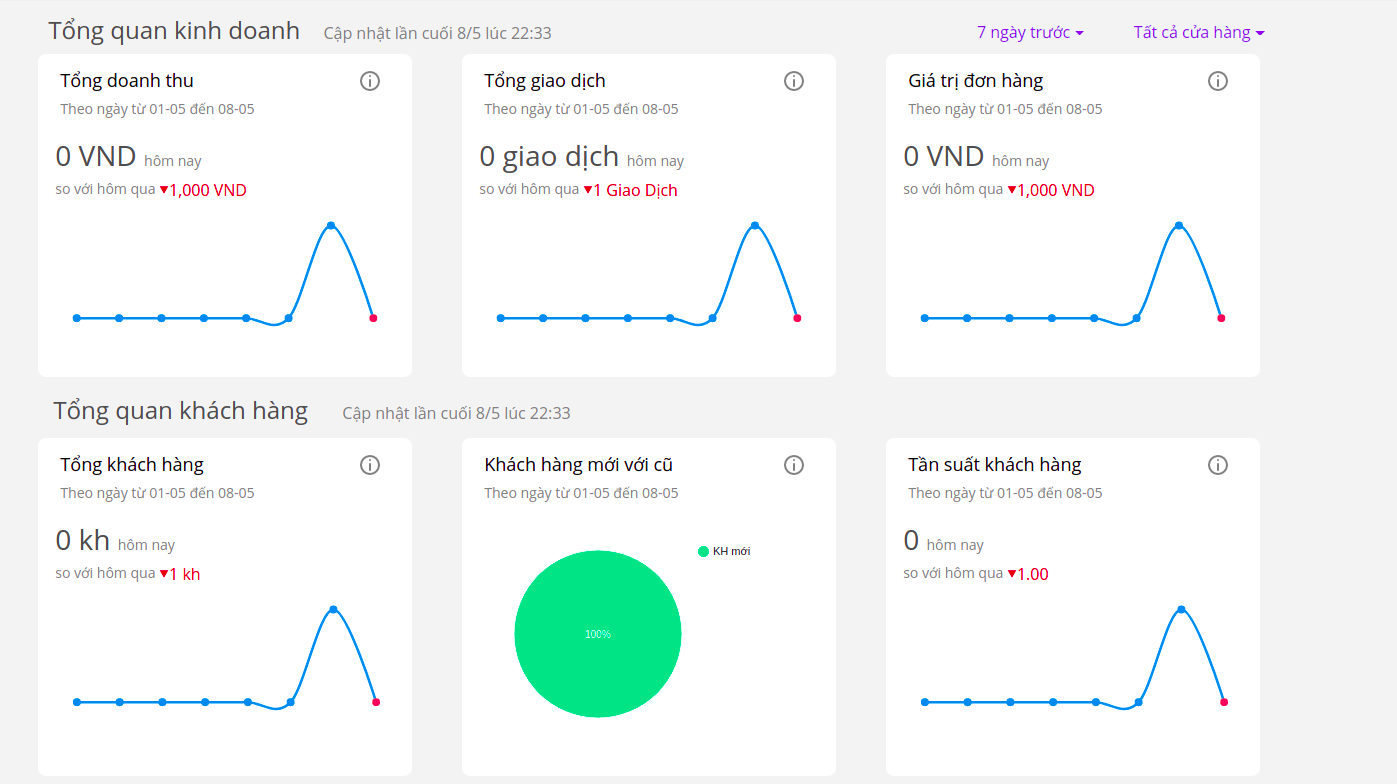 Tổng quan kinh doanh Cập nhật lần cuối 8/5 lúc 22:33 7 ngày trước Tất cả cửa hàng
Tổng doanh thu
Theo ngày từ 01-05 đến 08-05
0 VND hôm nay
so với hôm qua ▼1,000 VND
Tổng giao dịch
Theo ngày từ 01-05 đến 08-05
0 giao dịch hôm nay
so với hôm qua ▼1 Giao Dịch
Giá trị đơn hàng
Theo ngày từ 01-05 đến 08-05
0 VND hôm nay
so với hôm qua ▼1,000 VND
Tổng quan khách hàng Cập nhật lần cuối 8/5 lúc 22:33
Tổng khách hàng
Theo ngày từ 01-05 đến 08-05
0 kh hôm nay
so với hôm qua ▼1 kh
Khách hàng mới với cũ
Theo ngày từ 01-05 đến 08-05
KH mới
100%
Tần suất khách hàng
Theo ngày từ 01-05 đến 08-05
0 hôm nay
so với hôm qua ▼1.00